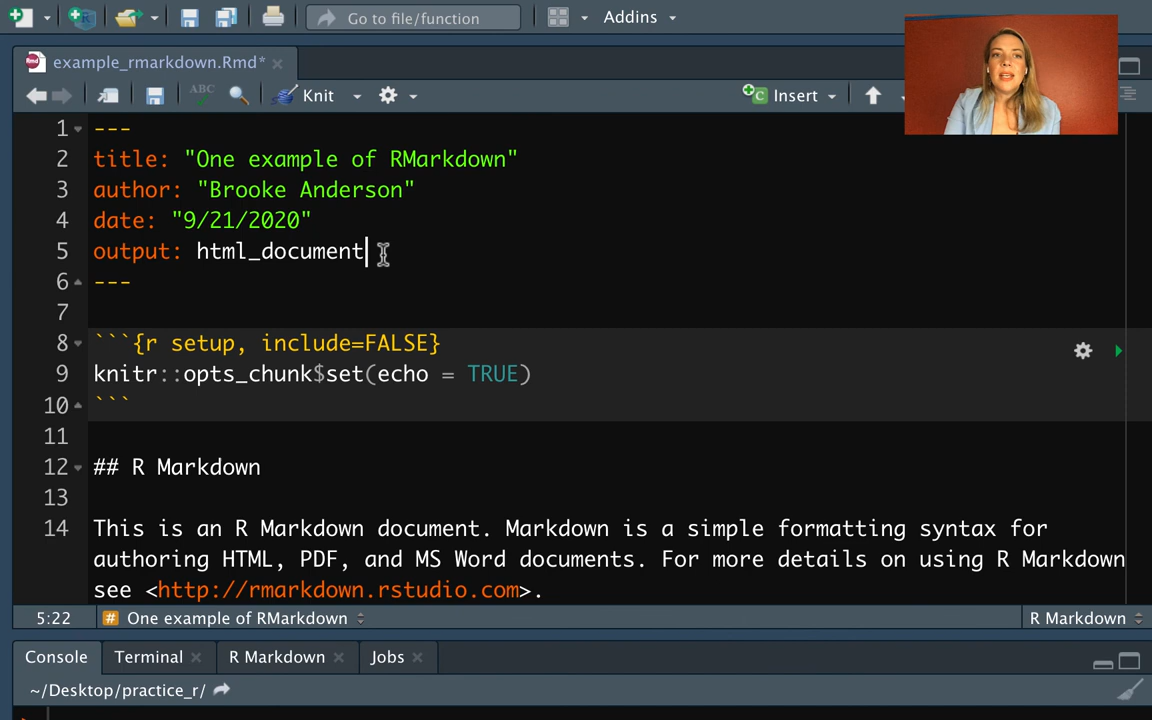 Go to file/function
Addins
Rmd example_rmarkdown.Rmd*
ABC Knit Insert
1 ---
2 title: "One example of RMarkdown"
3 author: "Brooke Anderson"
4 date: "9/21/2020"
5 output: html_document
6 ---
7
8 ```{r setup, include=FALSE}
9 knitr::opts_chunk$set(echo = TRUE)
10 ```
11
12 ## R Markdown
13
14 This is an R Markdown document. Markdown is a simple formatting syntax for
authoring HTML, PDF, and MS Word documents. For more details on using R Markdown
see <http://rmarkdown.rstudio.com>.
5:22 # One example of RMarkdown R Markdown
Console Terminal R Markdown Jobs
~/Desktop/practice_r/